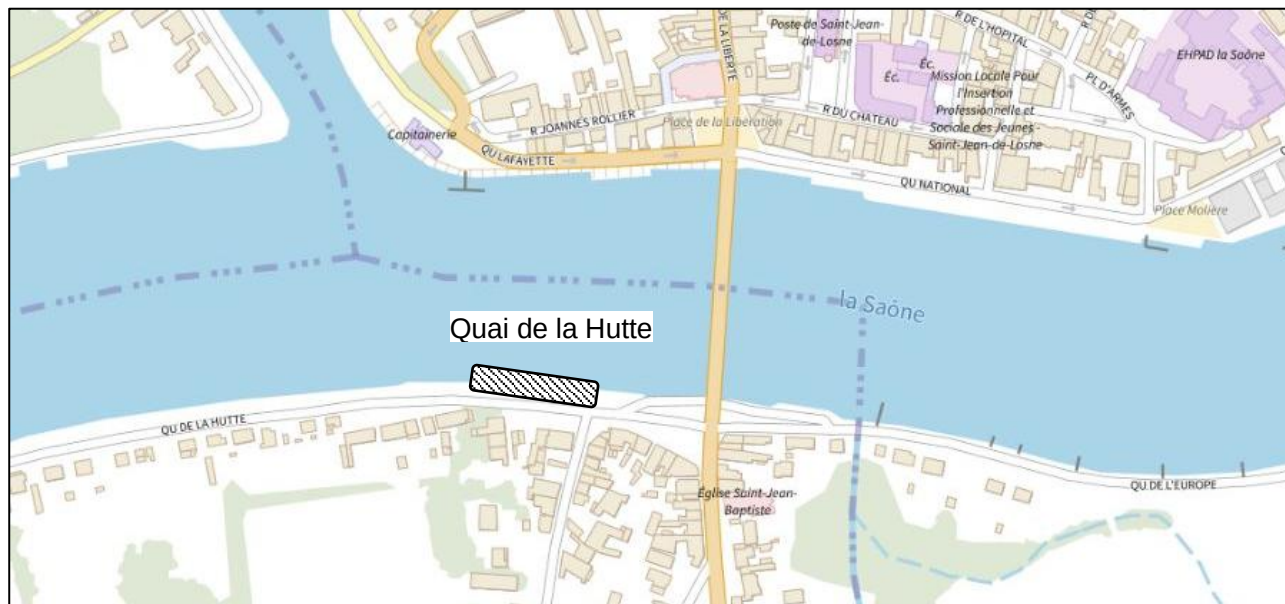 DE LA LIBERTE
Poste de Saint-Jean-
de-Losne
R DE L'HOPITAL
R DE
EHPAD la Saône
Éc.
Éc.
Mission Locale Pour
l'Insertion
Professionnelle et
Sociale des Jeunes -
Saint-Jean-de-Losne
PL D'ARMES
Capitainerie
R JOANNES ROLLIER
Place de la Libération
R DU CHATEAU
QU LAFAYETTE
QU NATIONAL
Place Molière
la Saône
Quai de la Hutte
QU DE LA HUTTE
Église Saint-Jean-
Baptiste
QU DE L'EUROPE